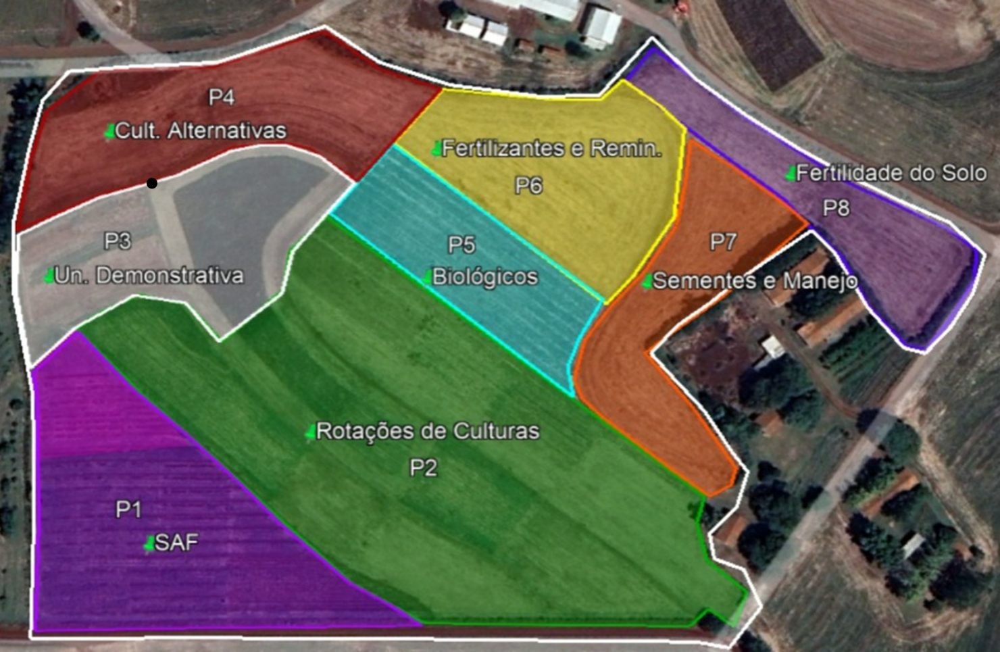 P4
Cult. Alternativas
Fertilizantes e Remin.
P6
Fertilidade do Solo
P8
P3
Un. Demonstrativa
P5
Biológicos
P7
Sementes e Manejo
Rotações de Culturas
P2
P1
SAF